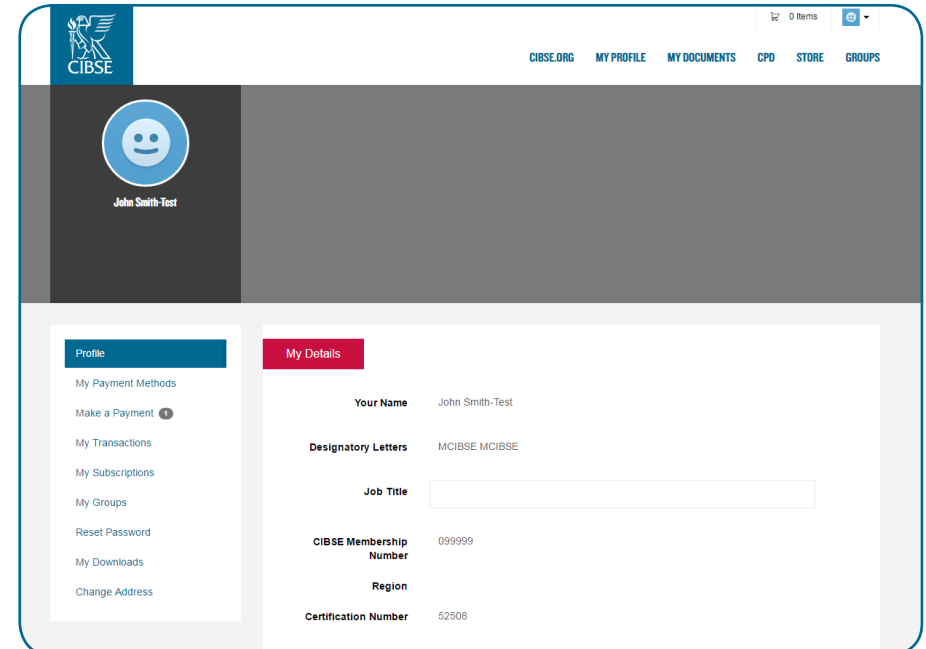 0 Items
CIBSE
CIBSE.ORG MY PROFILE MY DOCUMENTS CPD STORE GROUPS
John Smith-Test
Profile
My Payment Methods
Make a Payment 1
My Transactions
My Subscriptions
My Groups
Reset Password
My Downloads
Change Address
My Details
Your Name John Smith-Test
Designatory Letters MCIBSE MCIBSE
Job Title
CIBSE Membership 099999
Number
Region
Certification Number 52508